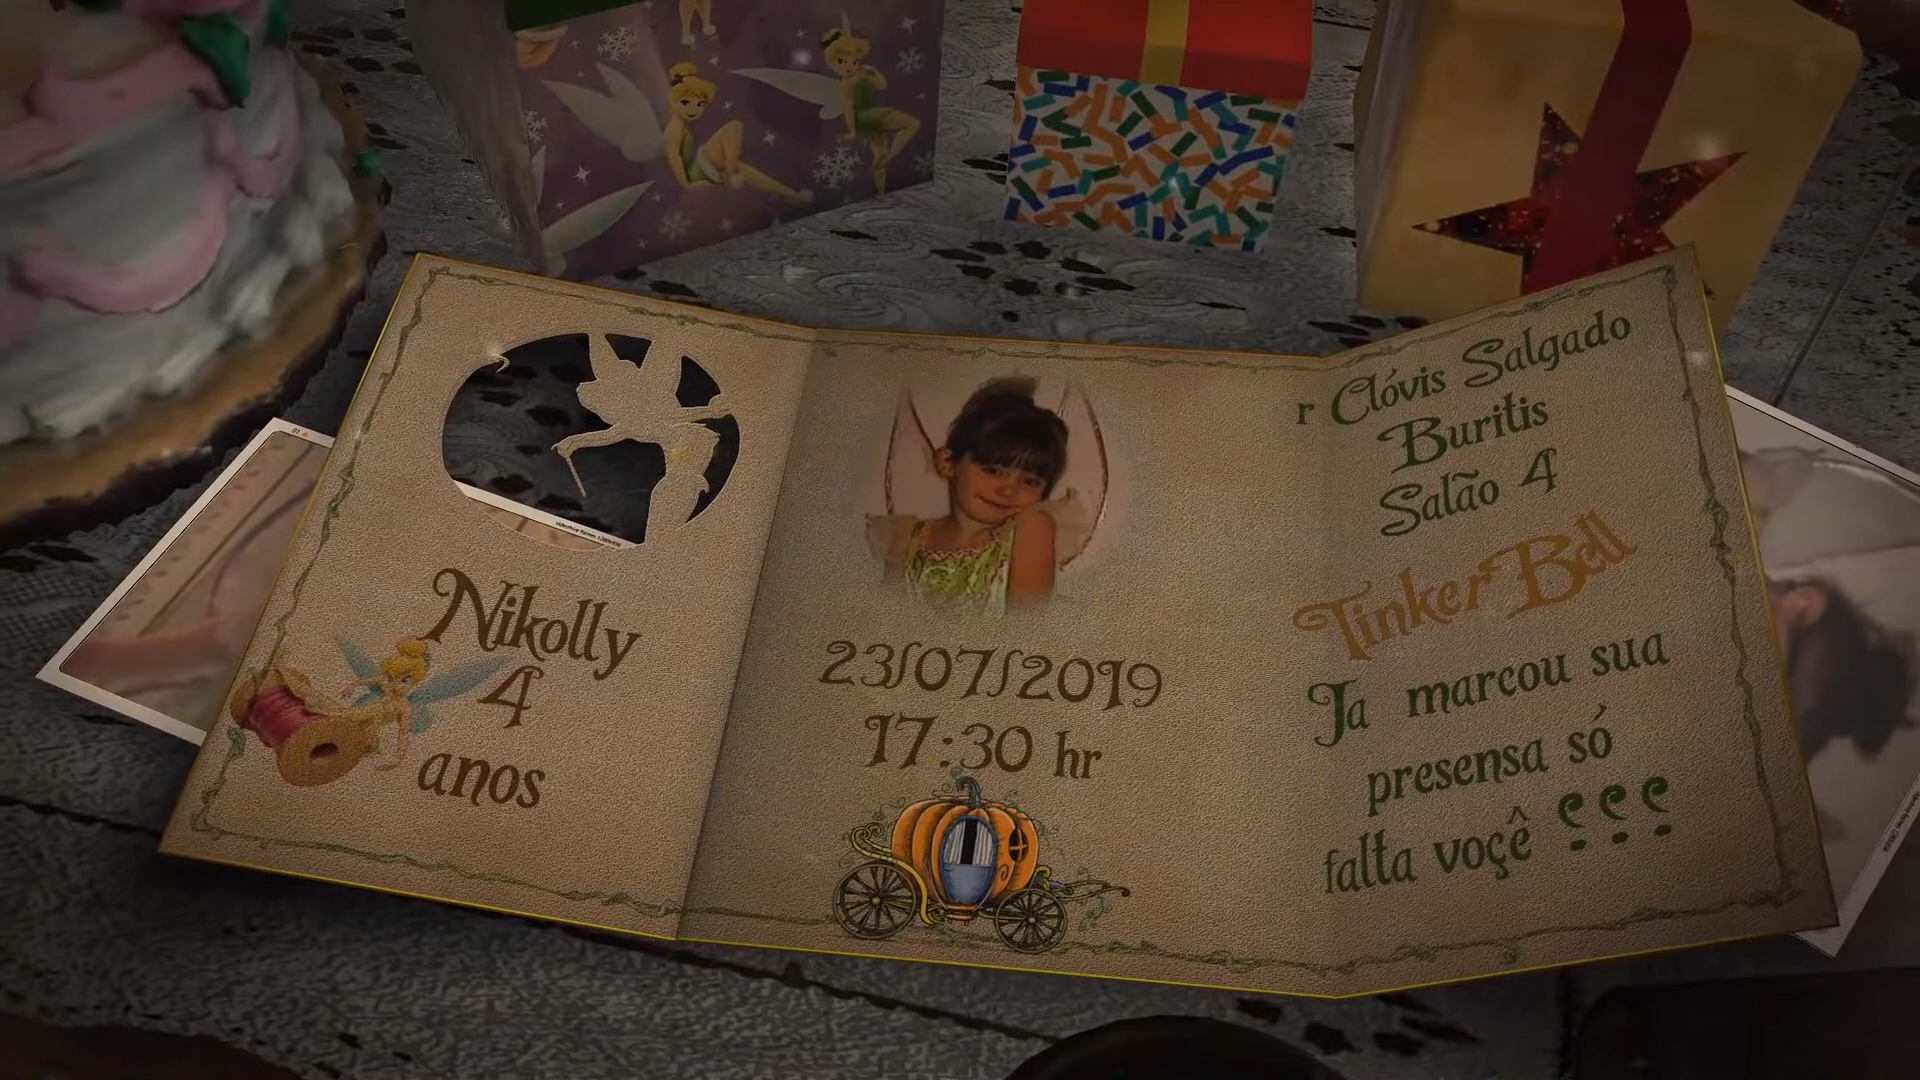 Nikolly
4
anos
23/07/2019
17:30 hr
r Clóvis Salgado
Buritis
Salão 4
Tinker Bell
Ja marcou sua
presensa só
falta voçê !!!